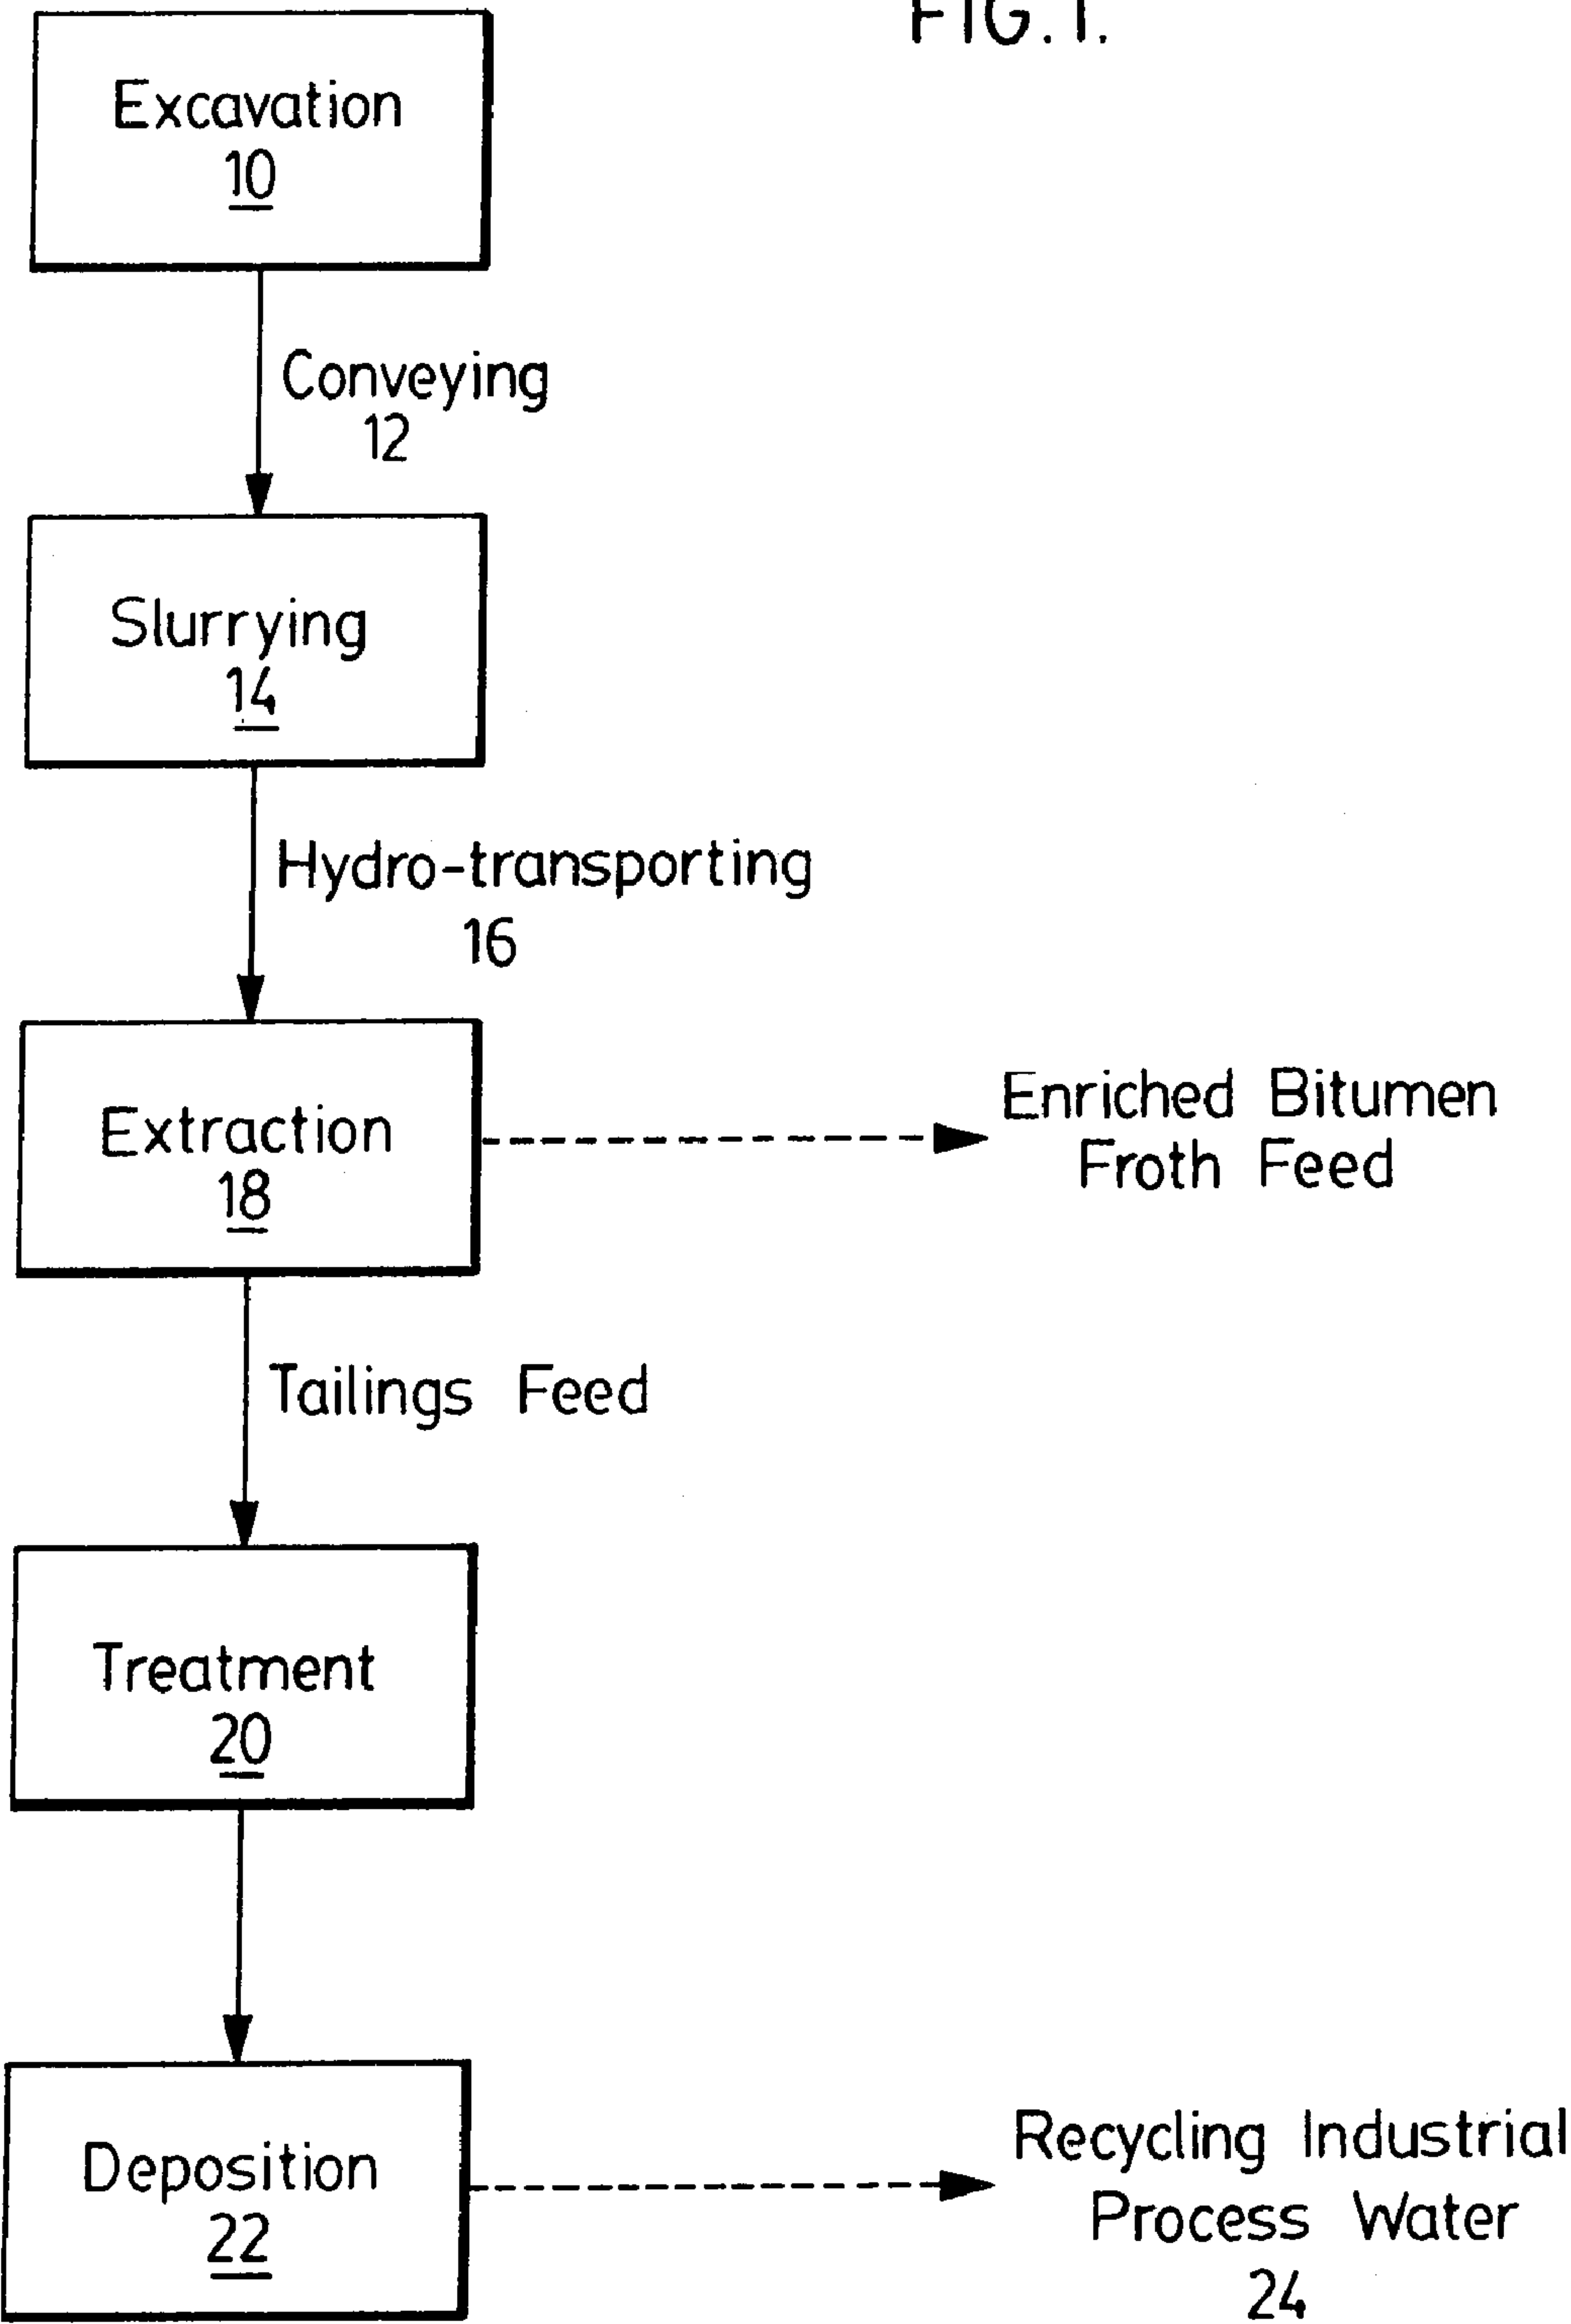 FIG. 1.
Excavation
10
Conveying
12
Slurrying
14
Hydro-transporting
16
Extraction
18
Enriched Bitumen
Froth Feed
Tailings Feed
Treatment
20
Deposition
22
Recycling Industrial
Process Water
24